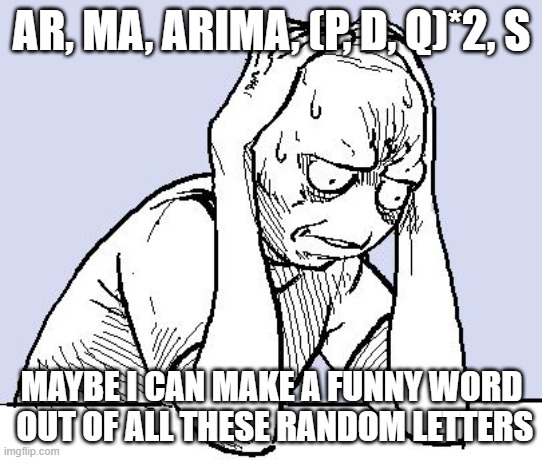 AR, MA, ARIMA, (P, D, Q)*2, S
MAYBE I CAN MAKE A FUNNY WORD
OUT OF ALL THESE RANDOM LETTERS
imgflip.com